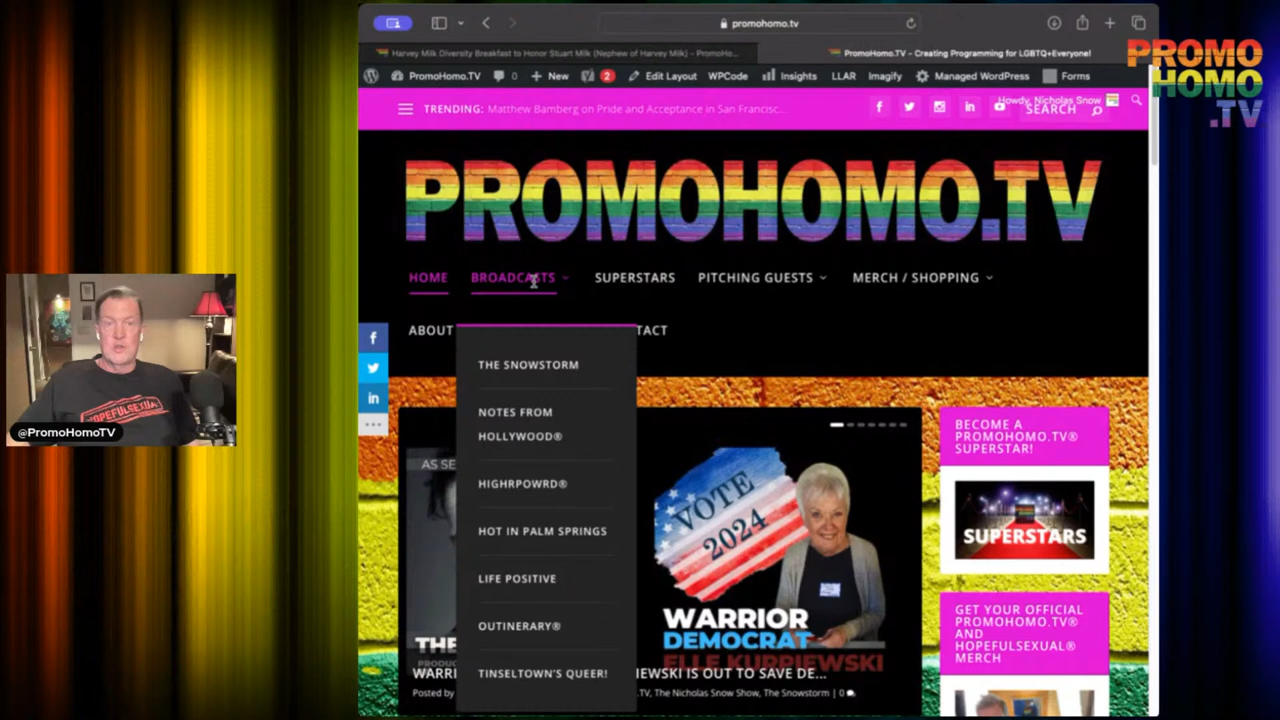 promohomo.tv
Harvey Milk Diversity Breakfast to Honor Stuart Milk (Nephew of Harvey Milk) – PromoHo...
PromoHomo.TV – Creating Programming for LGBTQ+Everyone!
PROMO
HOMO
.TV
PromoHomo.TV 0 New 2 Edit Layout WPCode Insights LLAR Imagify Managed WordPress Forms
Howdy, Nicholas Snow
TRENDING: Matthew Bamberg on Pride and Acceptance in San Francisc...
SEARCH
PROMOHOMO.TV
HOME BROADCASTS SUPERSTARS PITCHING GUESTS MERCH / SHOPPING
ABOUT TACT
THE SNOWSTORM
NOTES FROM
HOLLYWOOD®
HIGHRPOWRD®
HOT IN PALM SPRINGS
LIFE POSITIVE
OUTINERARY®
TINSELTOWN'S QUEER!
AS SE
THE
VOTE
2024
WARRIOR
DEMOCRAT
ELLE KURPIEWSKI
WARRI
IEWSKI IS OUT TO SAVE DE...
Posted by
TV, The Nicholas Snow Show, The Snowstorm | 0
BECOME A
PROMOHOMO.TV®
SUPERSTAR!
SUPERSTARS
GET YOUR OFFICIAL
PROMOHOMO.TV®
AND
HOPEFULSEXUAL®
MERCH
HOPEFULSEXUAL
@PromoHomoTV